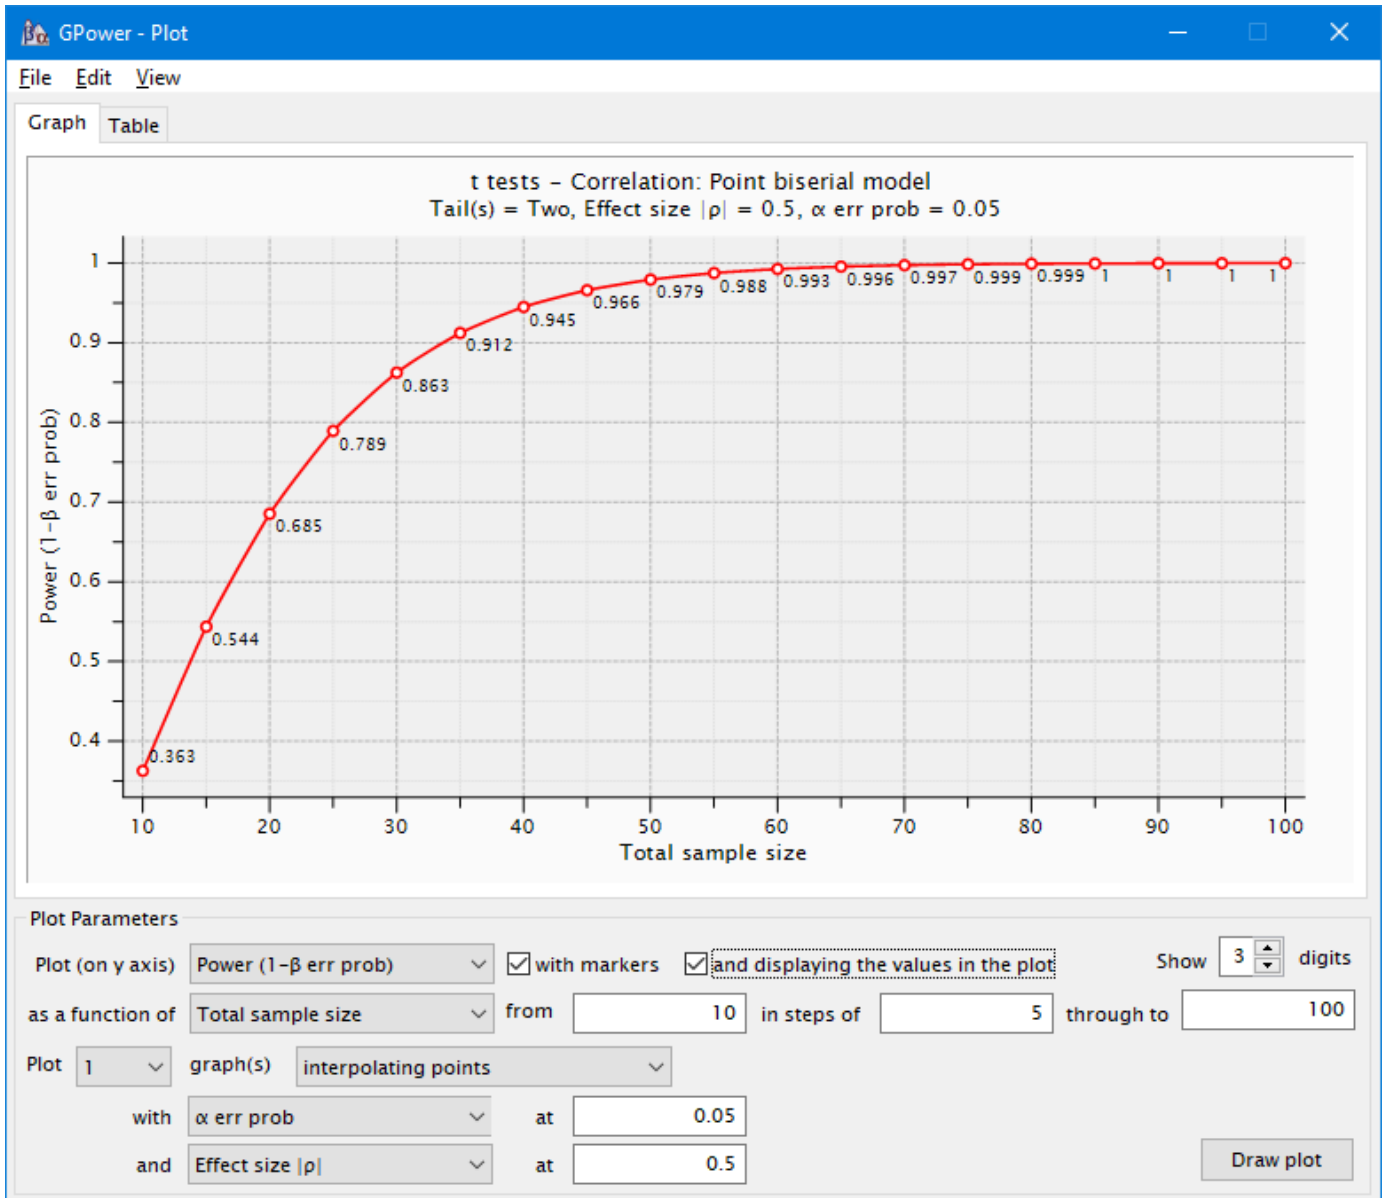 GPower - Plot
File Edit View
Graph Table
t tests – Correlation: Point biserial model
Tail(s) = Two, Effect size |ρ| = 0.5, α err prob = 0.05
Power (1-β err prob)
1
0.9
0.8
0.7
0.6
0.5
0.4
0.363
0.544
0.685
0.789
0.863
0.912
0.945
0.966
0.979
0.988
0.993
0.996
0.997
0.999
0.999
1
1
1
1
10 20 30 40 50 60 70 80 90 100
Total sample size
Plot Parameters
Plot (on y axis) Power (1-β err prob) with markers and displaying the values in the plot Show 3 digits
as a function of Total sample size from 10 in steps of 5 through to 100
Plot 1 graph(s) interpolating points
with α err prob at 0.05
and Effect size |ρ| at 0.5
Draw plot